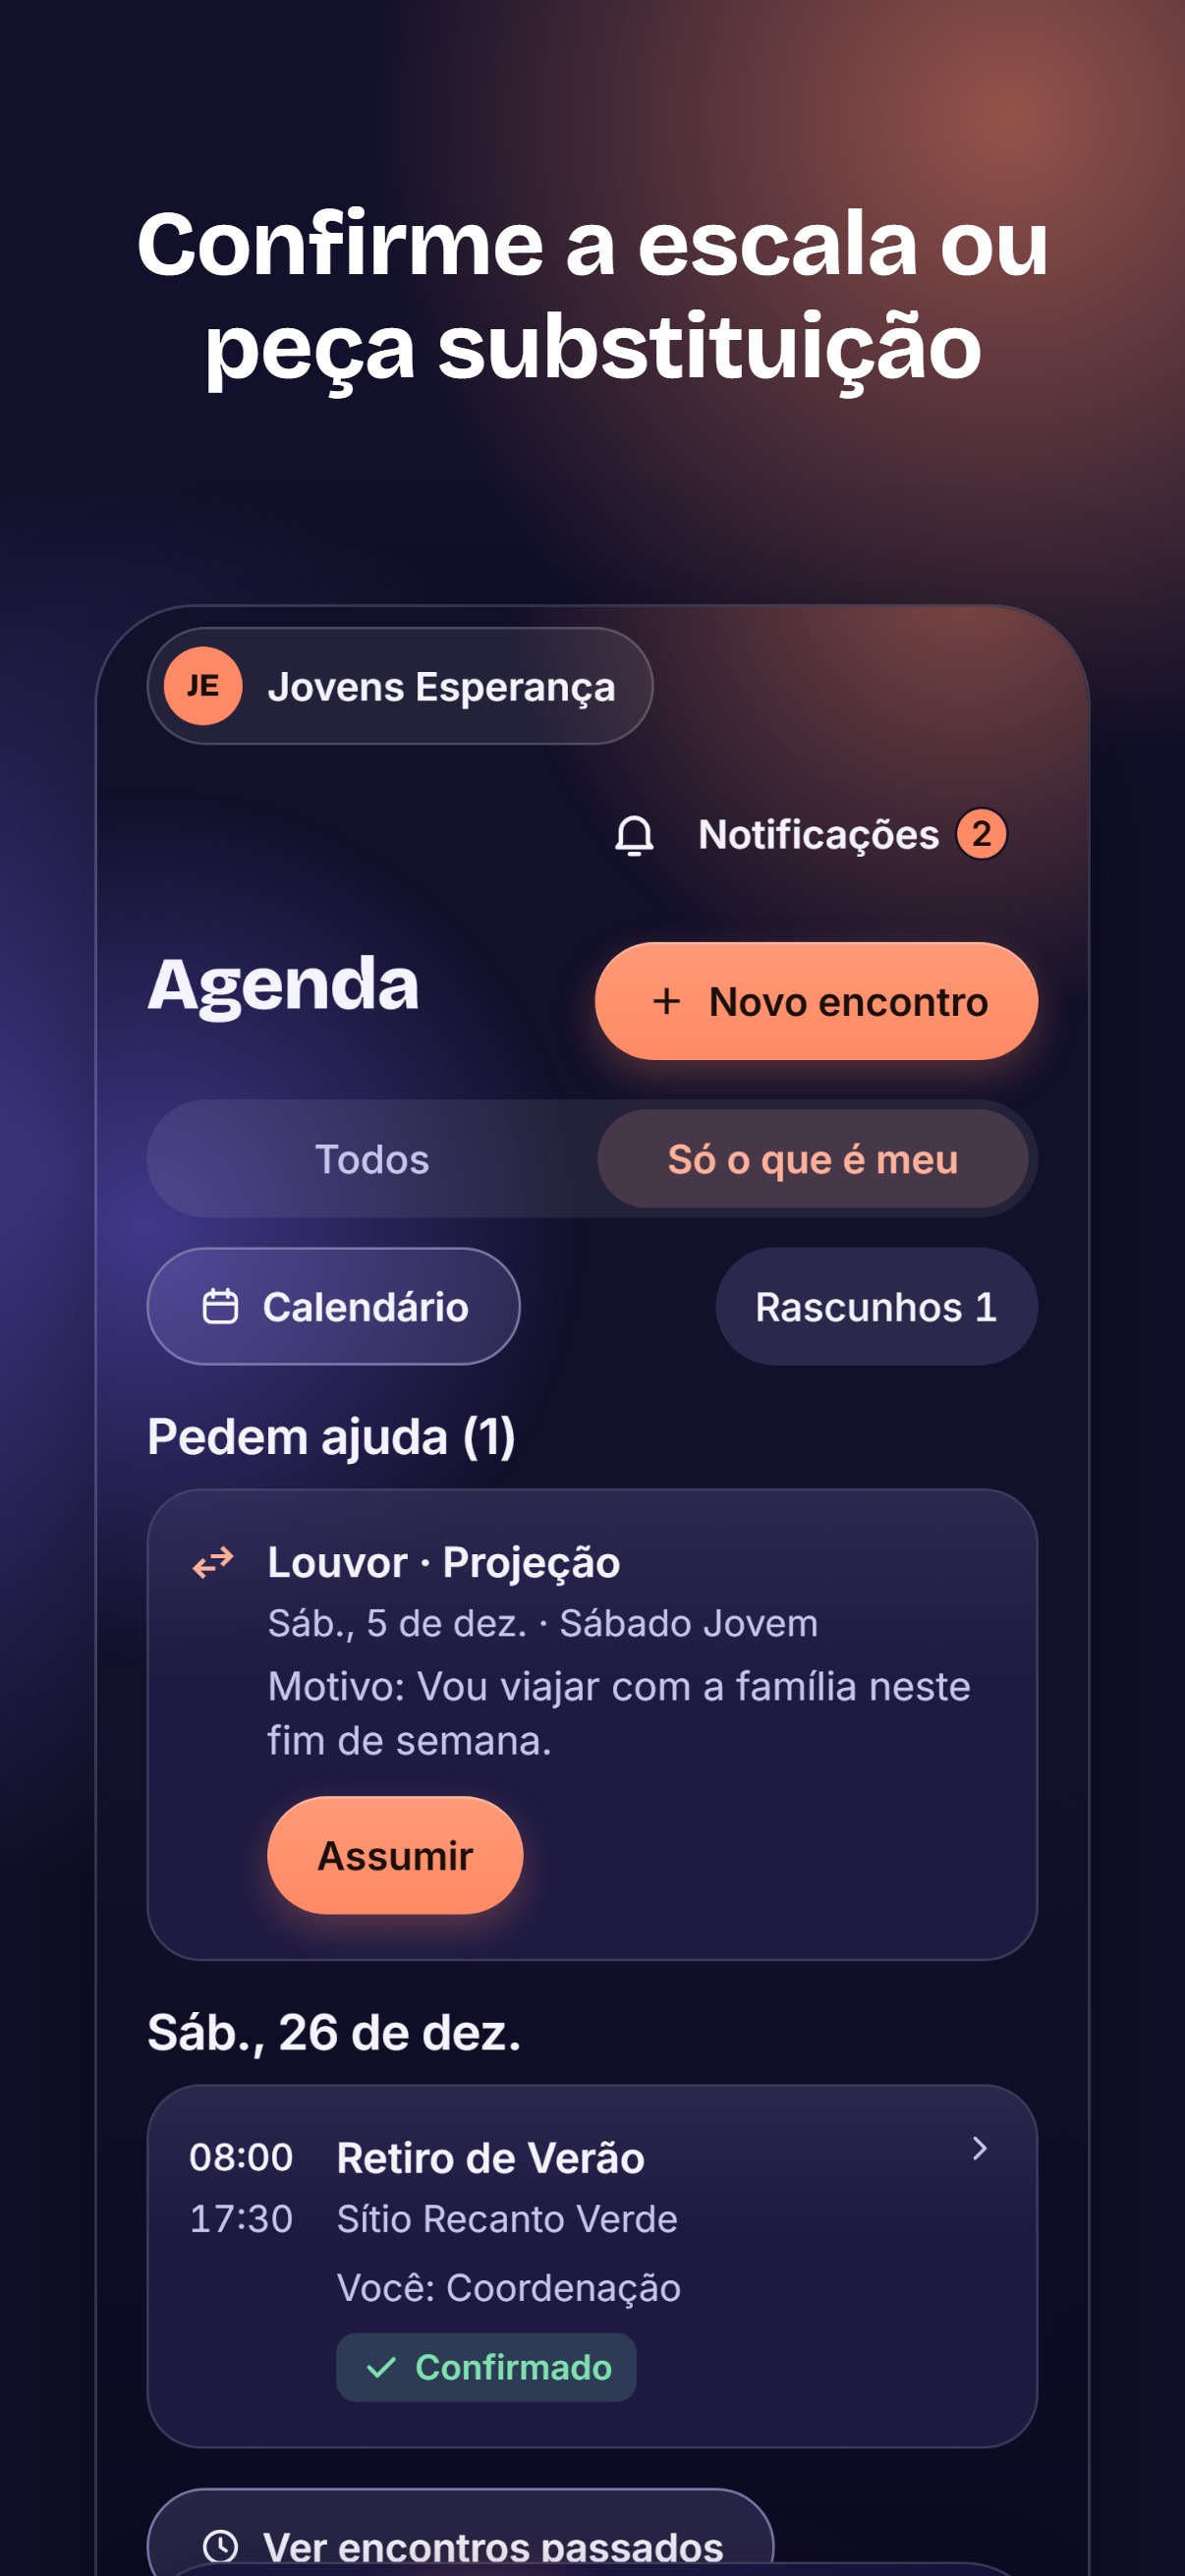 Confirme a escala ou
peça substituição
JE Jovens Esperança
Notificações 2
Agenda
+ Novo encontro
Todos
Só o que é meu
Calendário
Rascunhos 1
Pedem ajuda (1)
Louvor · Projeção
Sáb., 5 de dez. · Sábado Jovem
Motivo: Vou viajar com a família neste
fim de semana.
Assumir
Sáb., 26 de dez.
08:00 Retiro de Verão
17:30 Sítio Recanto Verde
Você: Coordenação
Confirmado
Ver encontros passados